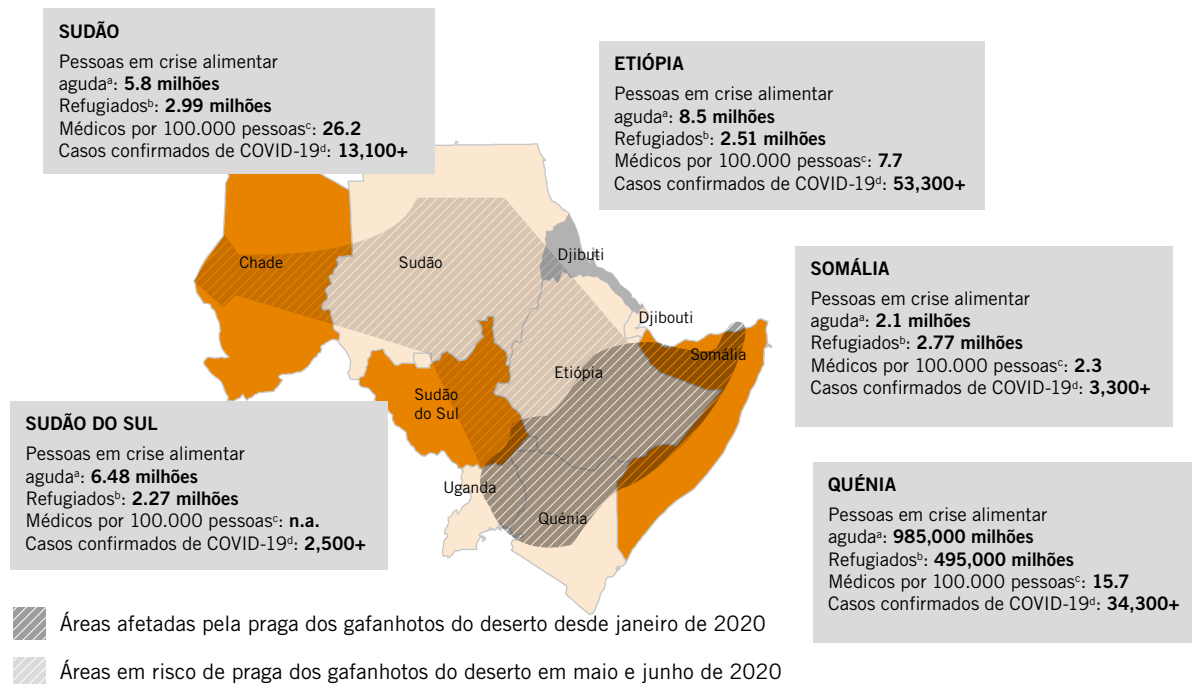 SUDÃO
Pessoas em crise alimentar
agudaᵃ: 5.8 milhões
Refugiadosᵇ: 2.99 milhões
Médicos por 100.000 pessoasᶜ: 26.2
Casos confirmados de COVID-19ᵈ: 13,100+
ETIÓPIA
Pessoas em crise alimentar
agudaᵃ: 8.5 milhões
Refugiadosᵇ: 2.51 milhões
Médicos por 100.000 pessoasᶜ: 7.7
Casos confirmados de COVID-19ᵈ: 53,300+
Chade
Sudão
Djibuti
Djibouti
Somália
Etiópia
Sudão
do Sul
Uganda
Quénia
SOMÁLIA
Pessoas em crise alimentar
agudaᵃ: 2.1 milhões
Refugiadosᵇ: 2.77 milhões
Médicos por 100.000 pessoasᶜ: 2.3
Casos confirmados de COVID-19ᵈ: 3,300+
SUDÃO DO SUL
Pessoas em crise alimentar
agudaᵃ: 6.48 milhões
Refugiadosᵇ: 2.27 milhões
Médicos por 100.000 pessoasᶜ: n.a.
Casos confirmados de COVID-19ᵈ: 2,500+
QUÉNIA
Pessoas em crise alimentar
agudaᵃ: 985,000 milhões
Refugiadosᵇ: 495,000 milhões
Médicos por 100.000 pessoasᶜ: 15.7
Casos confirmados de COVID-19ᵈ: 34,300+
Áreas afetadas pela praga dos gafanhotos do deserto desde janeiro de 2020
Áreas em risco de praga dos gafanhotos do deserto em maio e junho de 2020